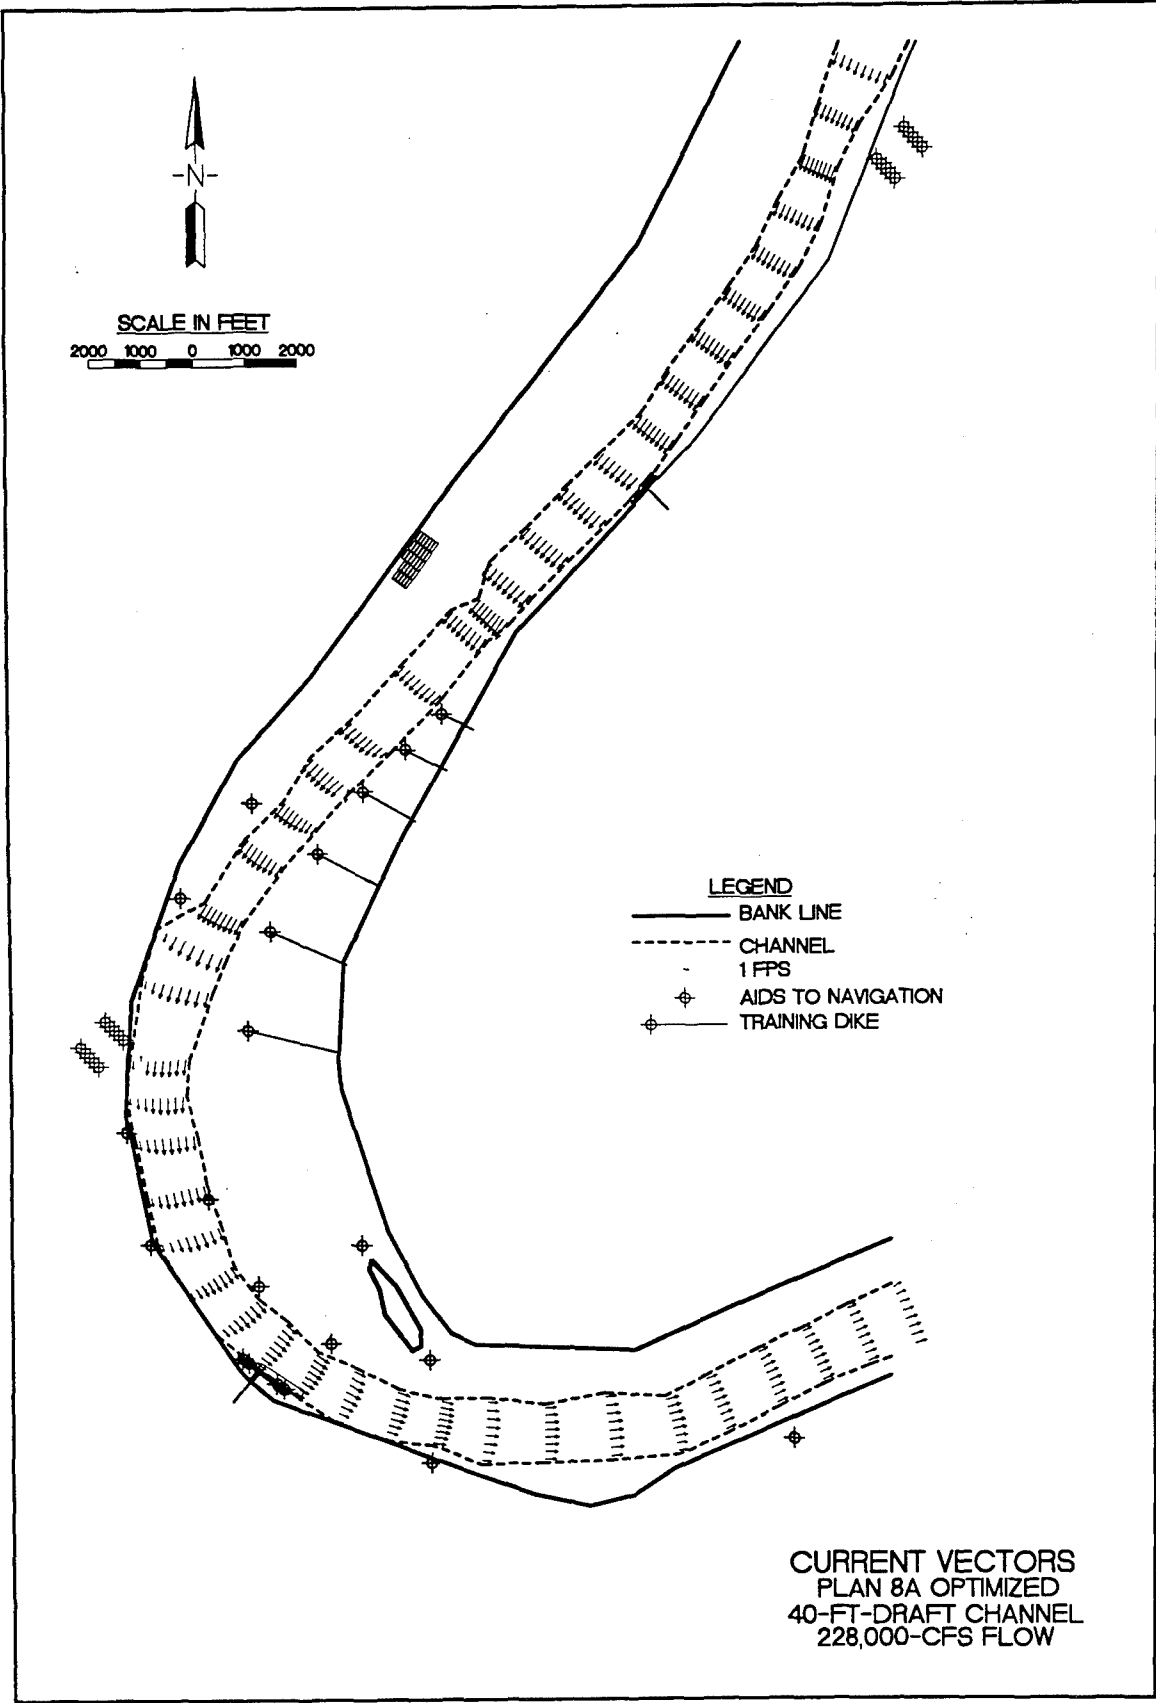 -N-
SCALE IN FEET
2000 1000 0 1000 2000
LEGEND
BANK LINE
CHANNEL
1 FPS
AIDS TO NAVIGATION
TRAINING DIKE
CURRENT VECTORS
PLAN 8A OPTIMIZED
40-FT-DRAFT CHANNEL
228,000-CFS FLOW